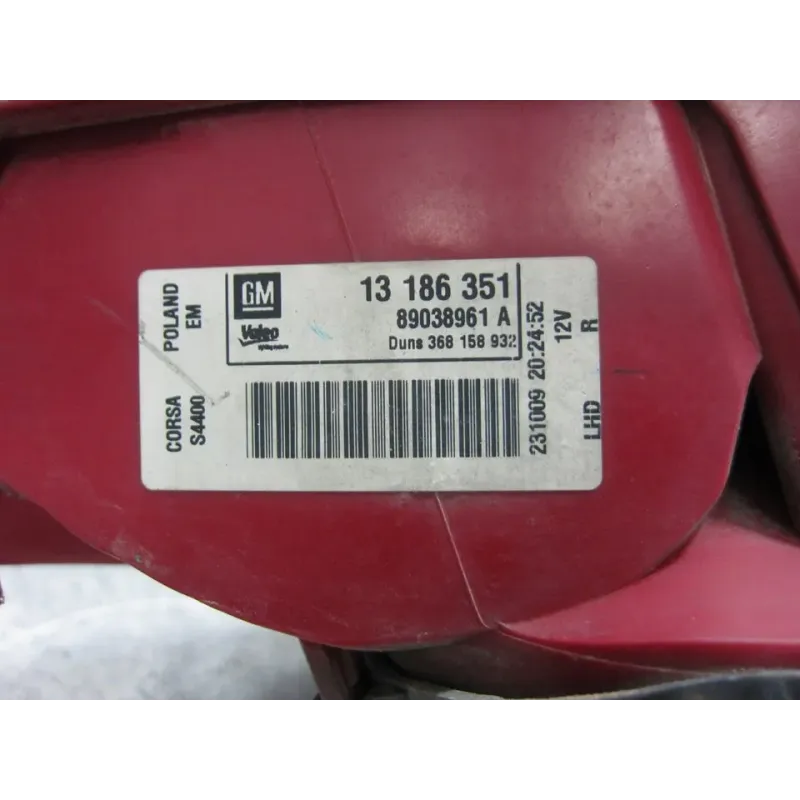 CORSA POLAND
S4400 EM
GM
Valeo
13 186 351
89038961 A
Duns 368 158 932
231009 20:24:52
12V
LHD R